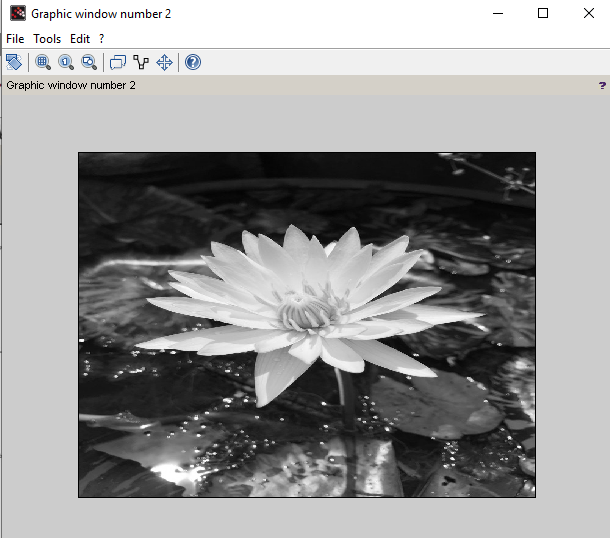 Graphic window number 2
File Tools Edit ?
Graphic window number 2 ?